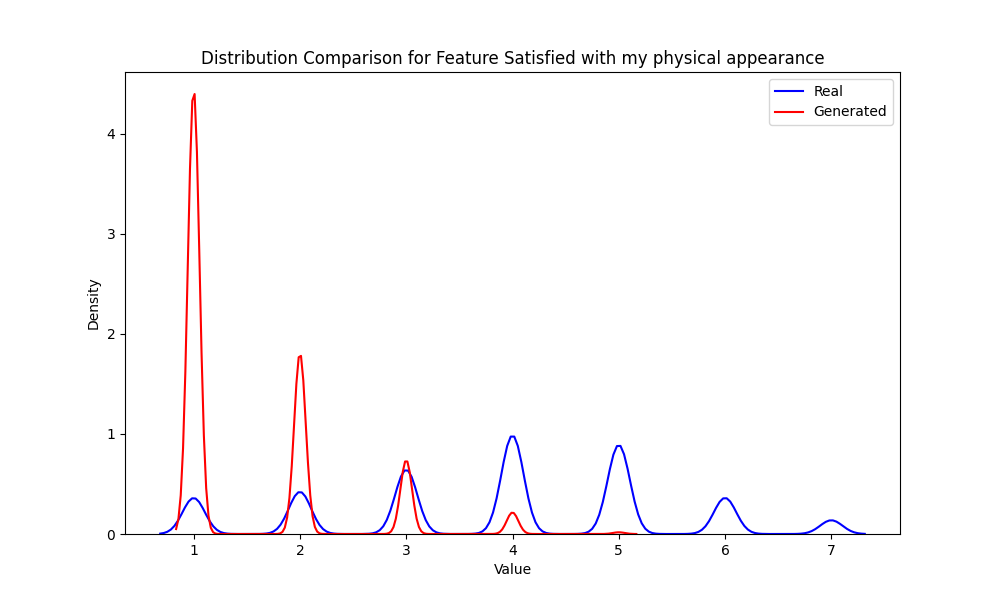 Distribution Comparison for Feature Satisfied with my physical appearance
Real
Generated
Density
4
3
2
1
0
1 2 3 4 5 6 7
Value